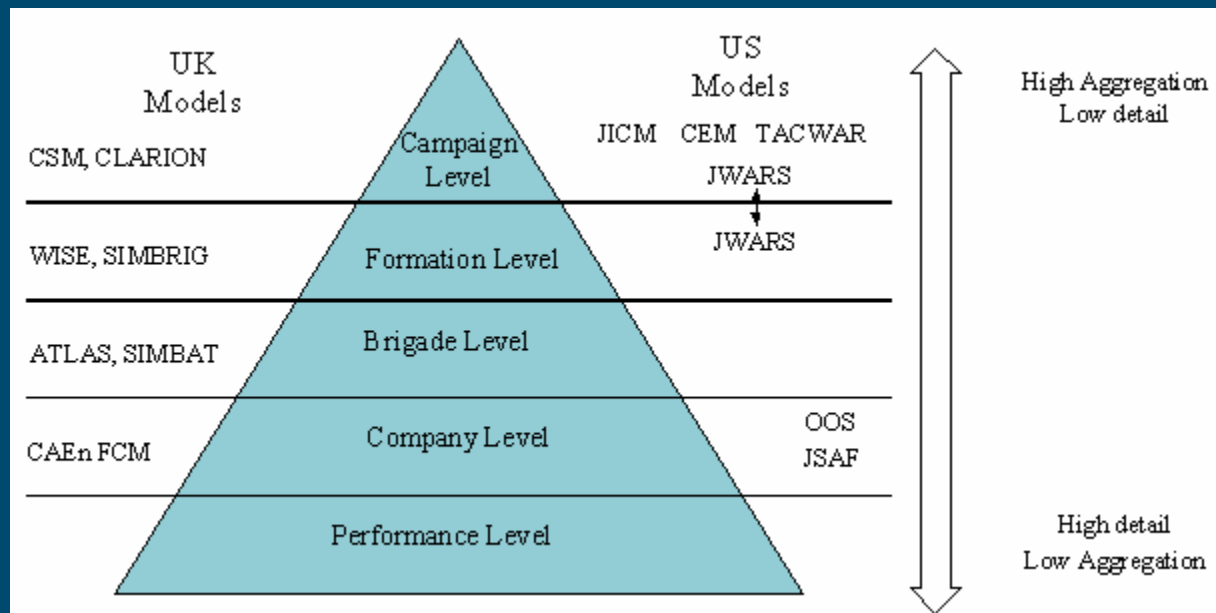 UK
Models
US
Models
High Aggregation
Low detail
JICM CEM TACWAR
Campaign
Level
CSM, CLARION
JWARS
WISE, SIMBRIG
Formation Level
JWARS
ATLAS, SIMBAT
Brigade Level
CAEn FCM
Company Level
OOS
JSAF
Performance Level
High detail
Low Aggregation